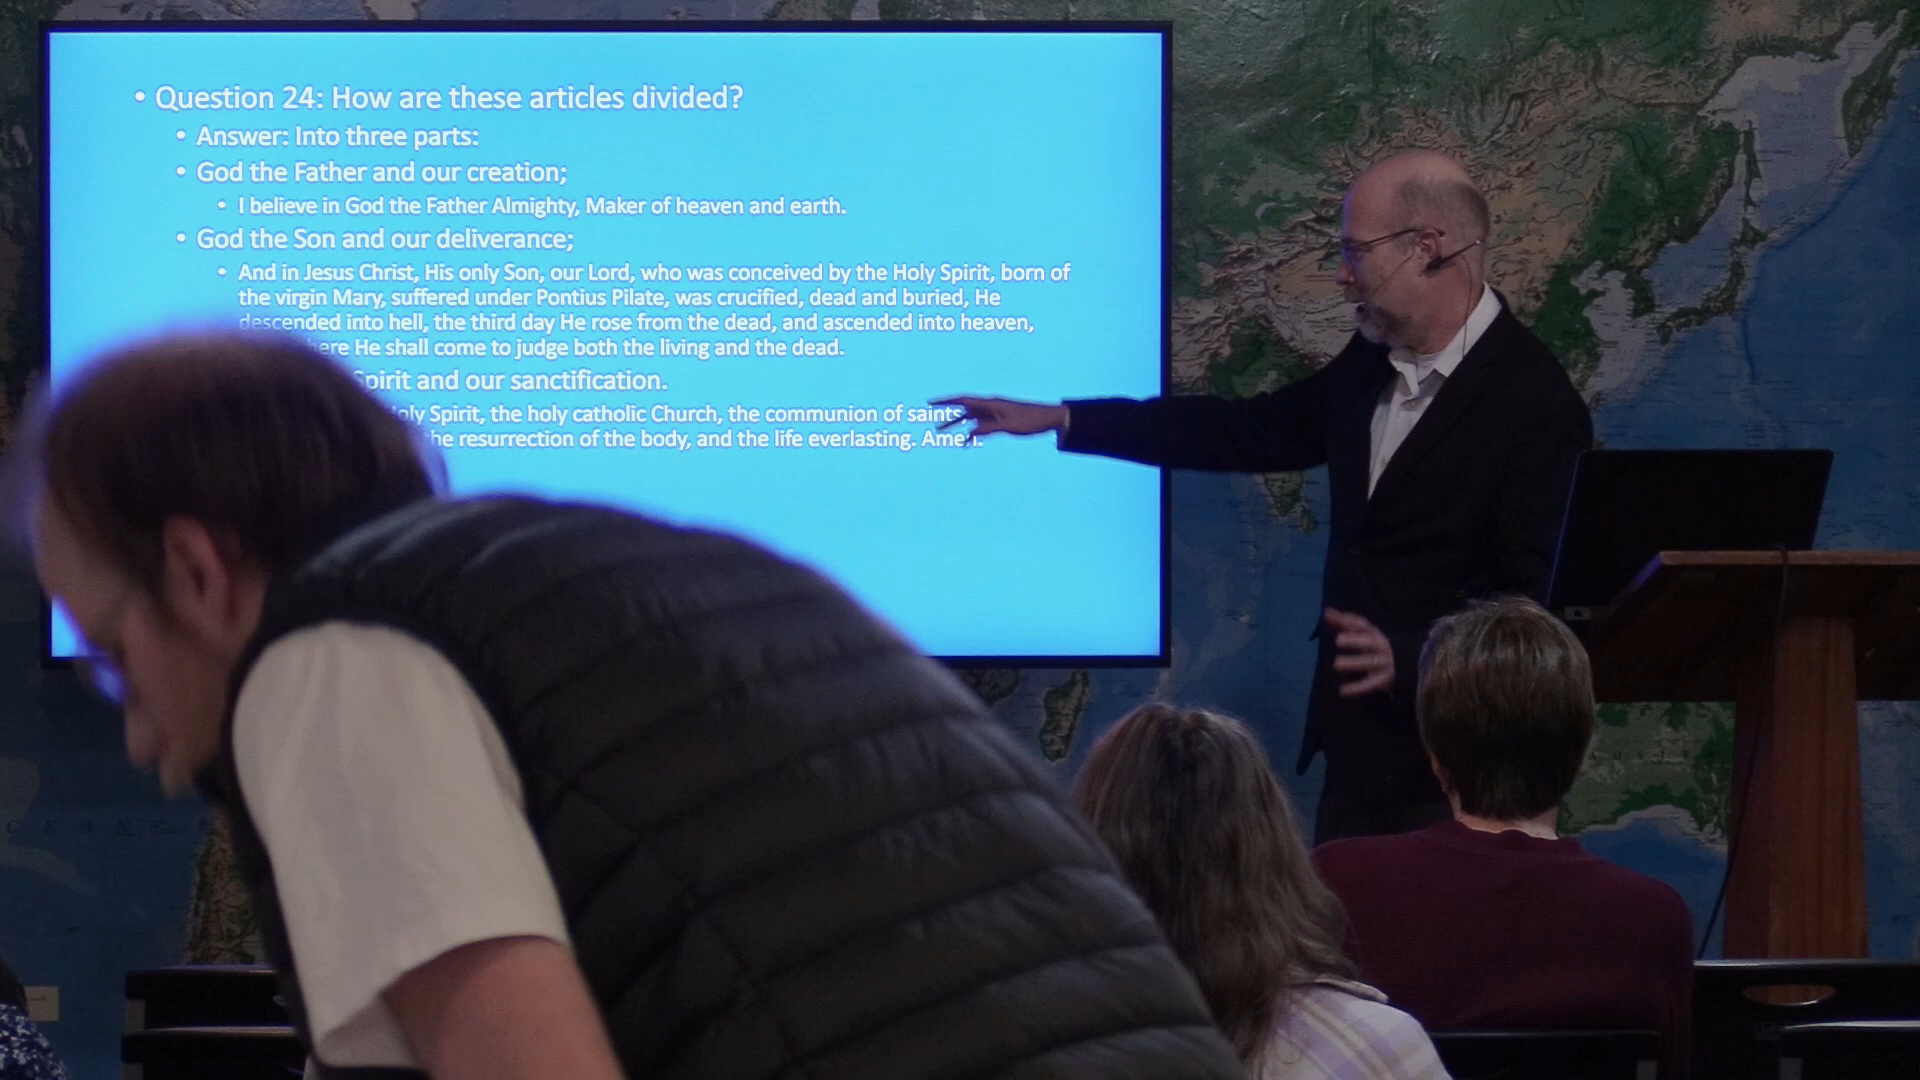 • Question 24: How are these articles divided?
• Answer: Into three parts:
• God the Father and our creation;
• I believe in God the Father Almighty, Maker of heaven and earth.
• God the Son and our deliverance;
• And in Jesus Christ, His only Son, our Lord, who was conceived by the Holy Spirit, born of
the virgin Mary, suffered under Pontius Pilate, was crucified, dead and buried, He
descended into hell, the third day He rose from the dead, and ascended into heaven,
He shall come to judge both the living and the dead.
Spirit and our sanctification.
Holy Spirit, the holy catholic Church, the communion of saints,
the resurrection of the body, and the life everlasting. Amen.